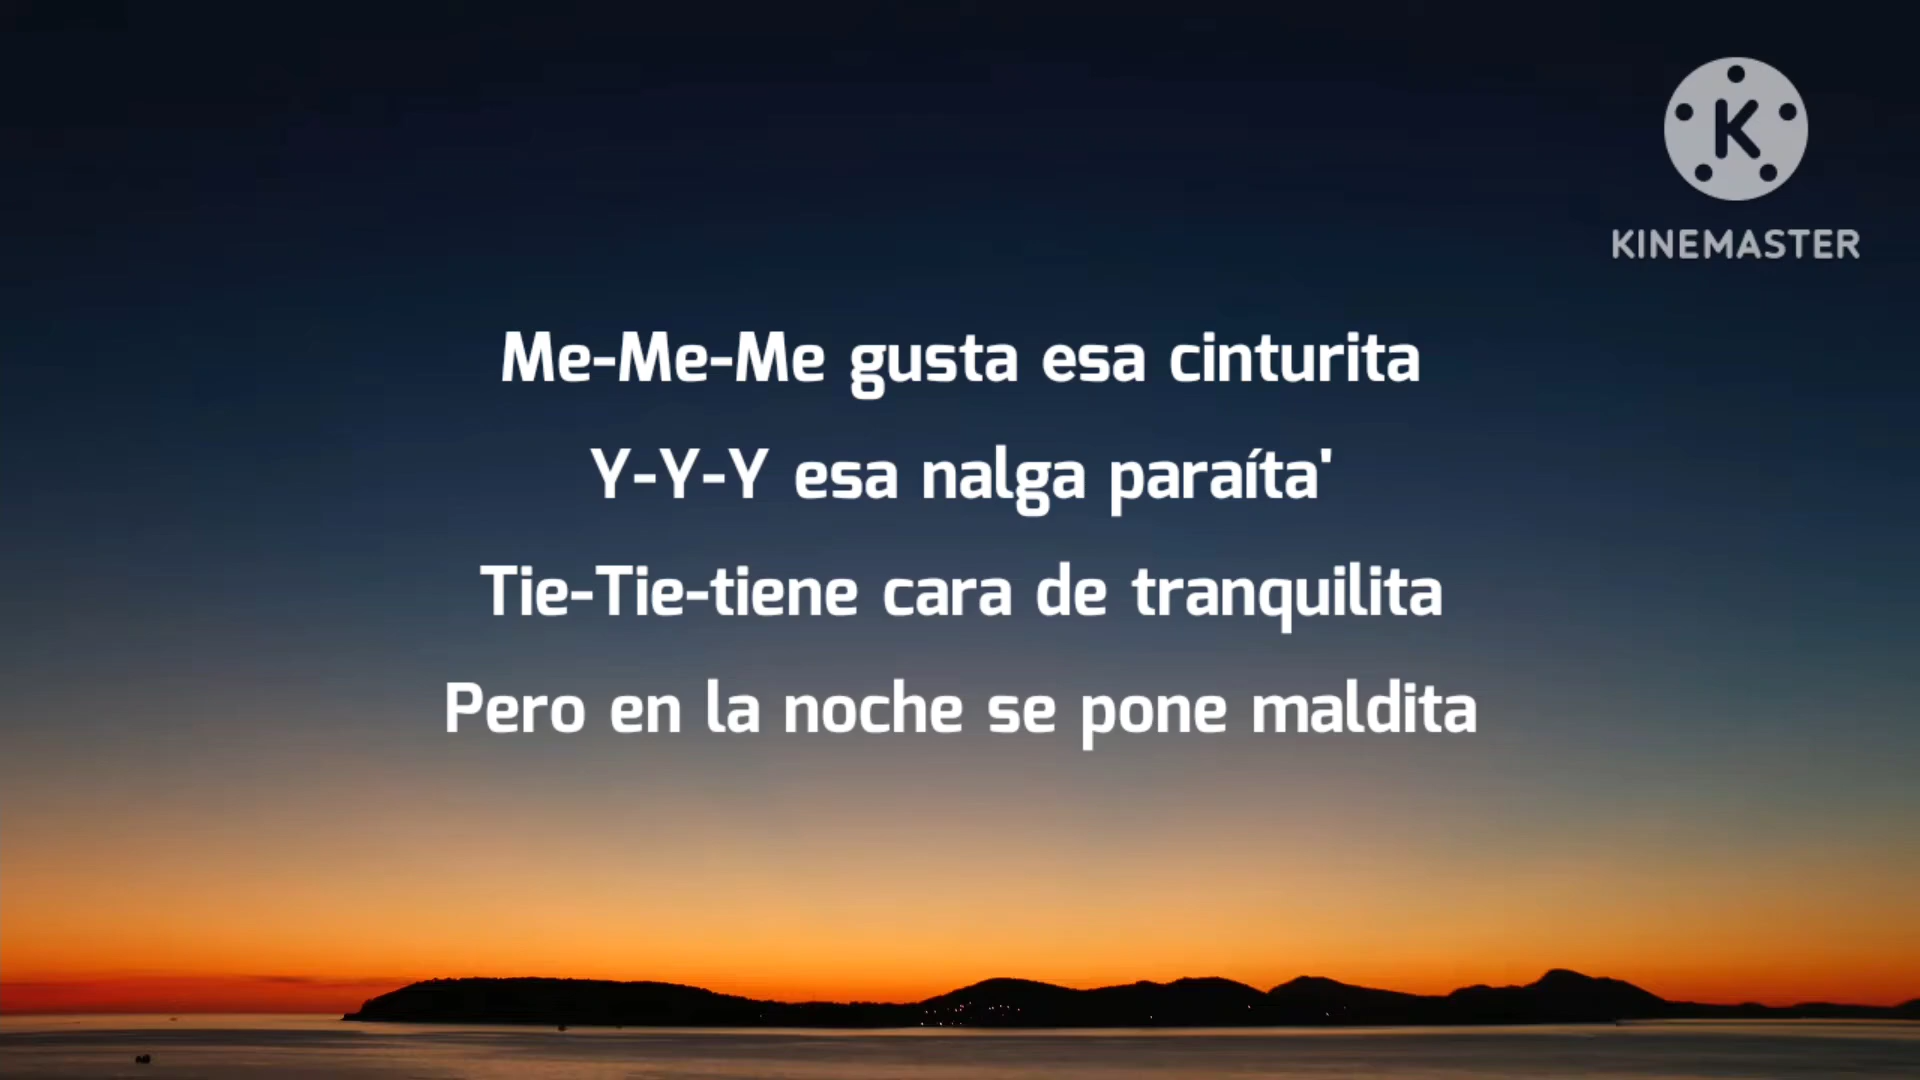 KINEMASTER
Me-Me-Me gusta esa cinturita
Y-Y-Y esa nalga paraíta'
Tie-Tie-tiene cara de tranquilita
Pero en la noche se pone maldita